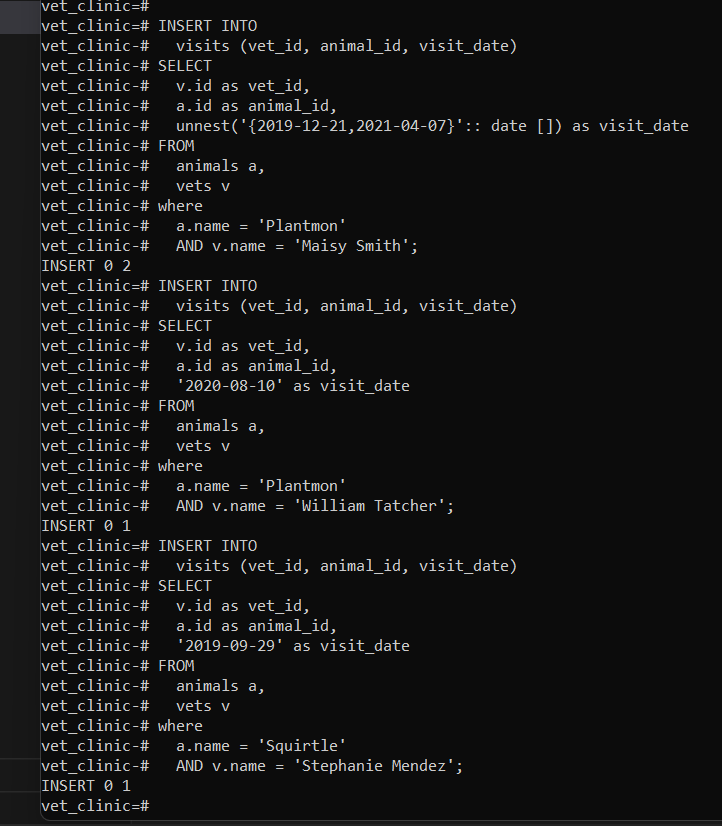 vet_clinic=#
vet_clinic=# INSERT INTO
vet_clinic-#   visits (vet_id, animal_id, visit_date)
vet_clinic-# SELECT
vet_clinic-#   v.id as vet_id,
vet_clinic-#   a.id as animal_id,
vet_clinic-#   unnest('{2019-12-21,2021-04-07}':: date []) as visit_date
vet_clinic-# FROM
vet_clinic-#   animals a,
vet_clinic-#   vets v
vet_clinic-# where
vet_clinic-#   a.name = 'Plantmon'
vet_clinic-#   AND v.name = 'Maisy Smith';
INSERT 0 2
vet_clinic=# INSERT INTO
vet_clinic-#   visits (vet_id, animal_id, visit_date)
vet_clinic-# SELECT
vet_clinic-#   v.id as vet_id,
vet_clinic-#   a.id as animal_id,
vet_clinic-#   '2020-08-10' as visit_date
vet_clinic-# FROM
vet_clinic-#   animals a,
vet_clinic-#   vets v
vet_clinic-# where
vet_clinic-#   a.name = 'Plantmon'
vet_clinic-#   AND v.name = 'William Tatcher';
INSERT 0 1
vet_clinic=# INSERT INTO
vet_clinic-#   visits (vet_id, animal_id, visit_date)
vet_clinic-# SELECT
vet_clinic-#   v.id as vet_id,
vet_clinic-#   a.id as animal_id,
vet_clinic-#   '2019-09-29' as visit_date
vet_clinic-# FROM
vet_clinic-#   animals a,
vet_clinic-#   vets v
vet_clinic-# where
vet_clinic-#   a.name = 'Squirtle'
vet_clinic-#   AND v.name = 'Stephanie Mendez';
INSERT 0 1
vet_clinic=#